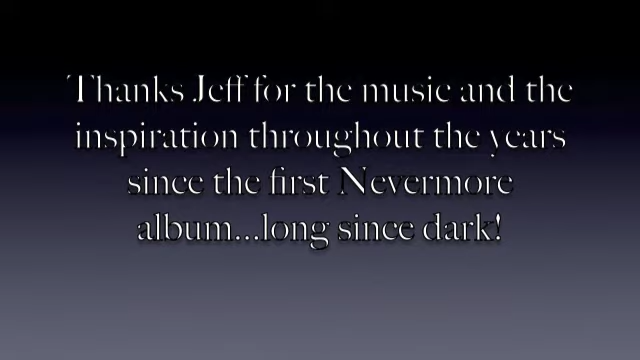 Thanks Jeff for the music and the
inspiration throughout the years
since the first Nevermore
album...long since dark!